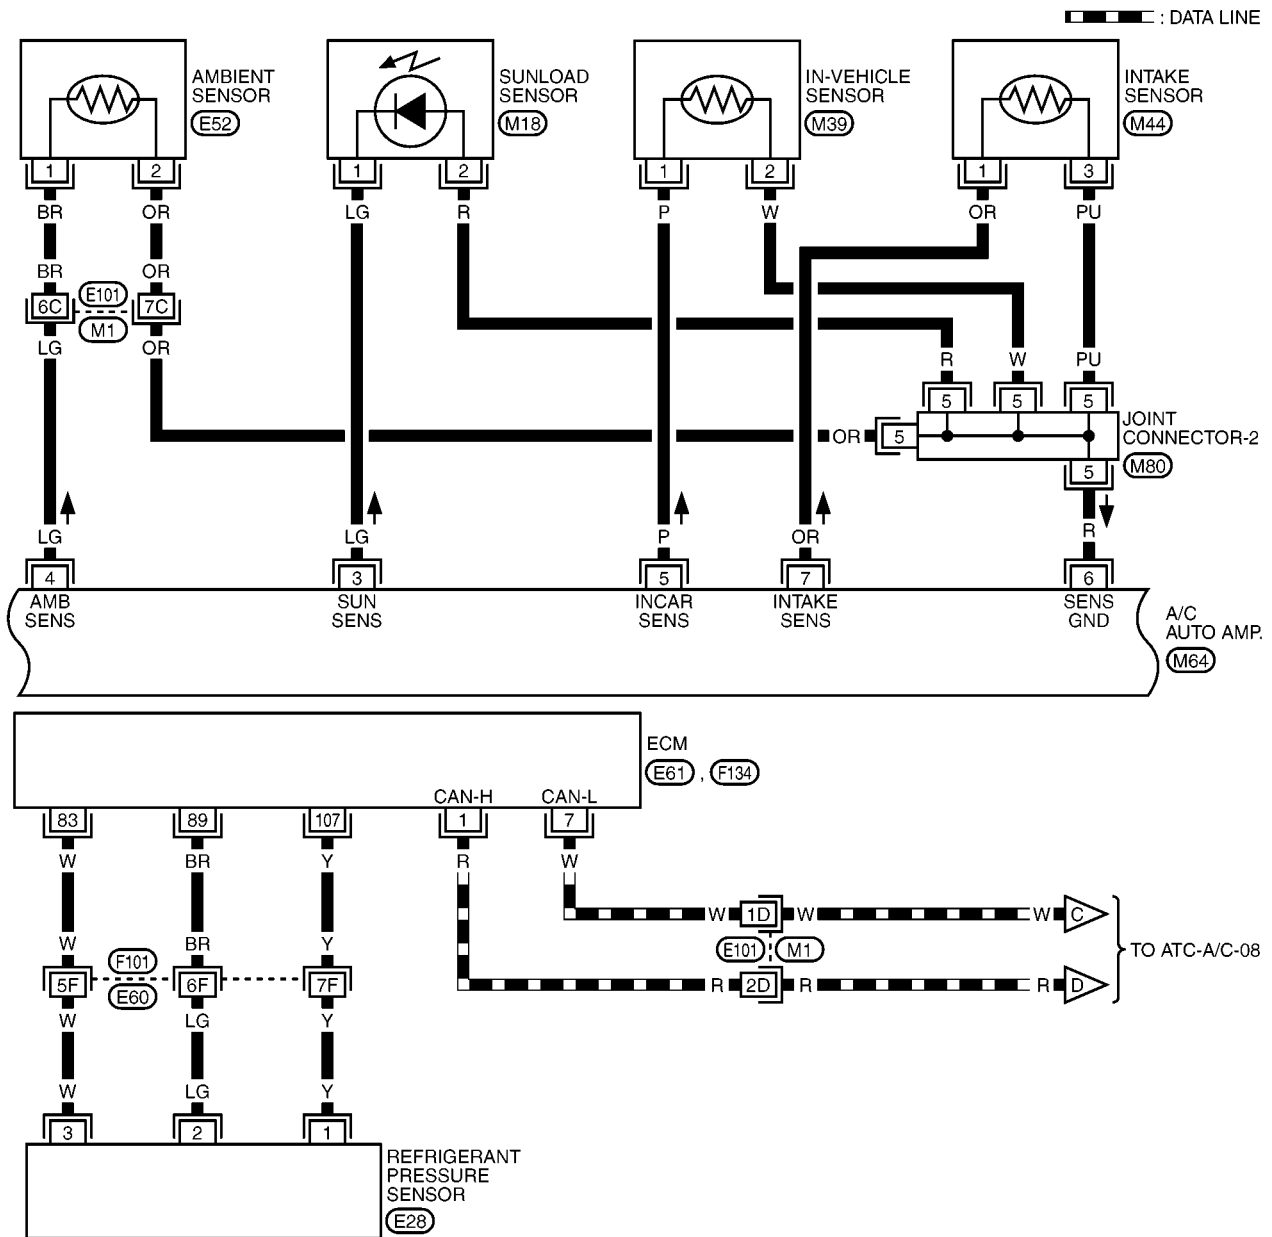 : DATA LINE
AMBIENT
SENSOR
E52
SUNLOAD
SENSOR
M18
IN-VEHICLE
SENSOR
M39
INTAKE
SENSOR
M44
1 2 1 2 1 2 1 3
BR OR LG R P W OR PU
BR OR
6C E101 7C
M1
LG OR
R W PU
5 5 5
JOINT
CONNECTOR-2
M80
OR 5
5
LG LG P OR R
4 3 5 7 6
AMB
SENS
SUN
SENS
INCAR
SENS
INTAKE
SENS
SENS
GND
A/C
AUTO AMP.
M64
ECM
E61 , F134
CAN-H CAN-L
83 89 107 1 7
W BR Y R W
W 1D W W C
E101 M1
R 2D R R D
TO ATC-A/C-08
W BR Y
5F F101 6F 7F
E60
W LG Y
W LG Y
3 2 1
REFRIGERANT
PRESSURE
SENSOR
E28